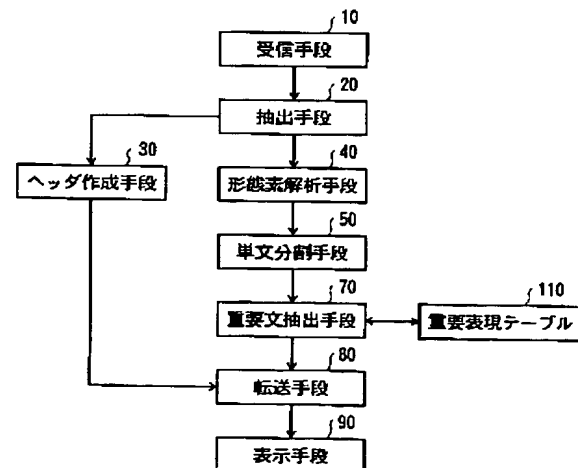 10
受信手段
20
抽出手段
30
ヘッダ作成手段
40
形態素解析手段
50
単文分割手段
70
重要文抽出手段
110
重要表現テーブル
80
転送手段
90
表示手段